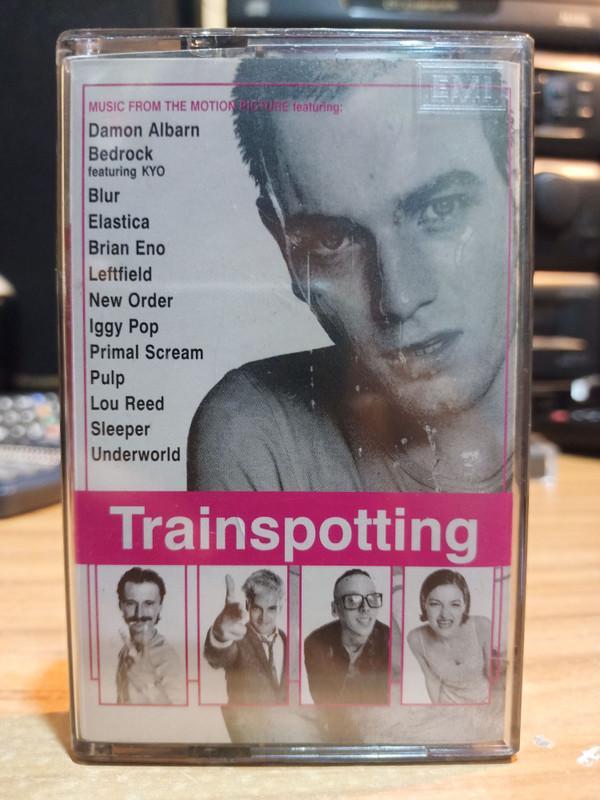 EMI
MUSIC FROM THE MOTION PICTURE featuring:
Damon Albarn
Bedrock
featuring KYO
Blur
Elastica
Brian Eno
Leftfield
New Order
Iggy Pop
Primal Scream
Pulp
Lou Reed
Sleeper
Underworld
Trainspotting